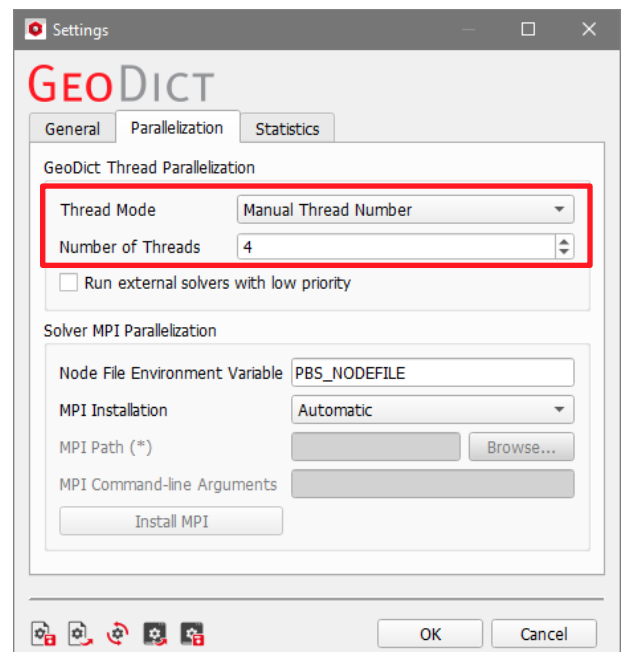 Settings
GEODICT
General Parallelization Statistics
GeoDict Thread Parallelization
Thread Mode Manual Thread Number
Number of Threads 4
Run external solvers with low priority
Solver MPI Parallelization
Node File Environment Variable PBS_NODEFILE
MPI Installation Automatic
MPI Path (*) Browse...
MPI Command-line Arguments
Install MPI
OK Cancel